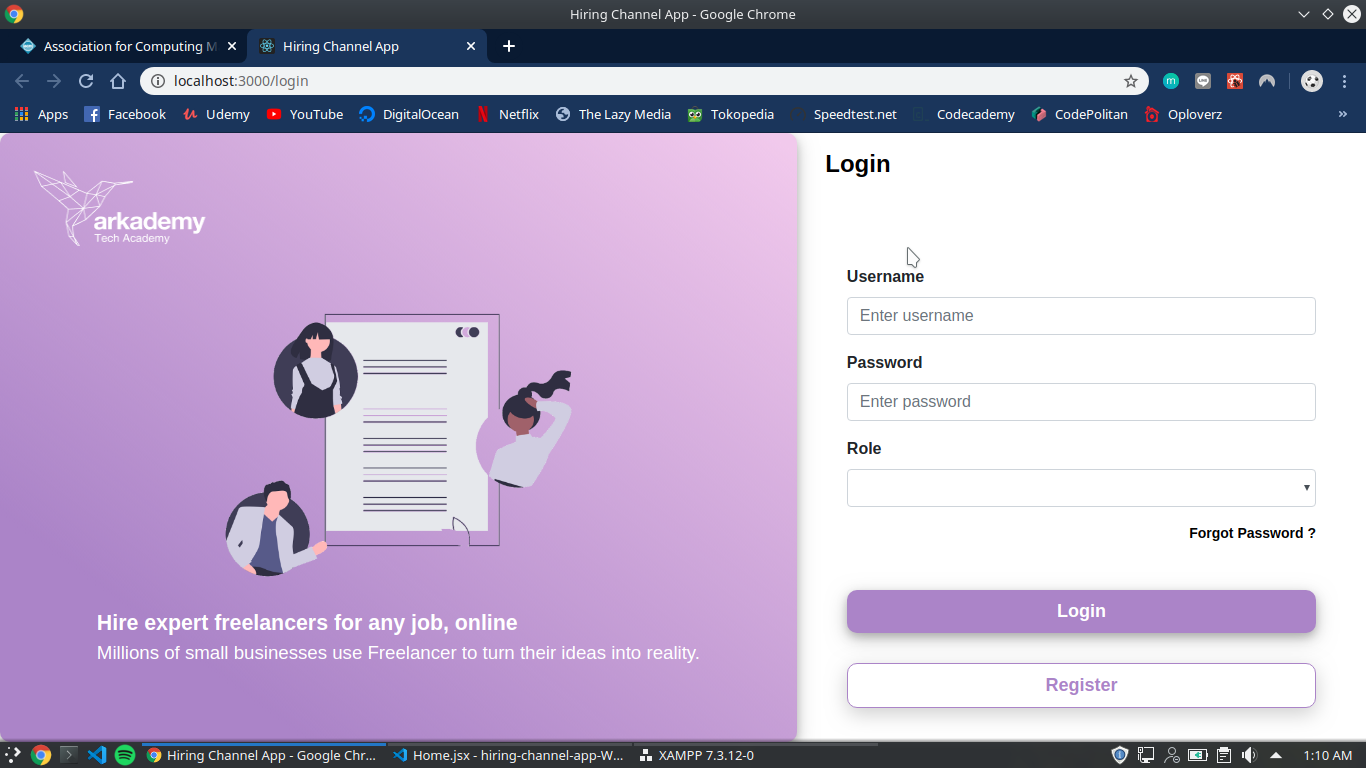 Hiring Channel App - Google Chrome
Association for Computing M
Hiring Channel App
localhost:3000/login
Apps
Facebook
Udemy
YouTube
DigitalOcean
Netflix
The Lazy Media
Tokopedia
Speedtest.net
Codecademy
CodePolitan
Oploverz
»
arkademy
Tech Academy
Hire expert freelancers for any job, online
Millions of small businesses use Freelancer to turn their ideas into reality.
Login
Username
Enter username
Password
Enter password
Role
Forgot Password ?
Login
Register
Hiring Channel App - Google Chr...
Home.jsx - hiring-channel-app-W...
XAMPP 7.3.12-0
1:10 AM